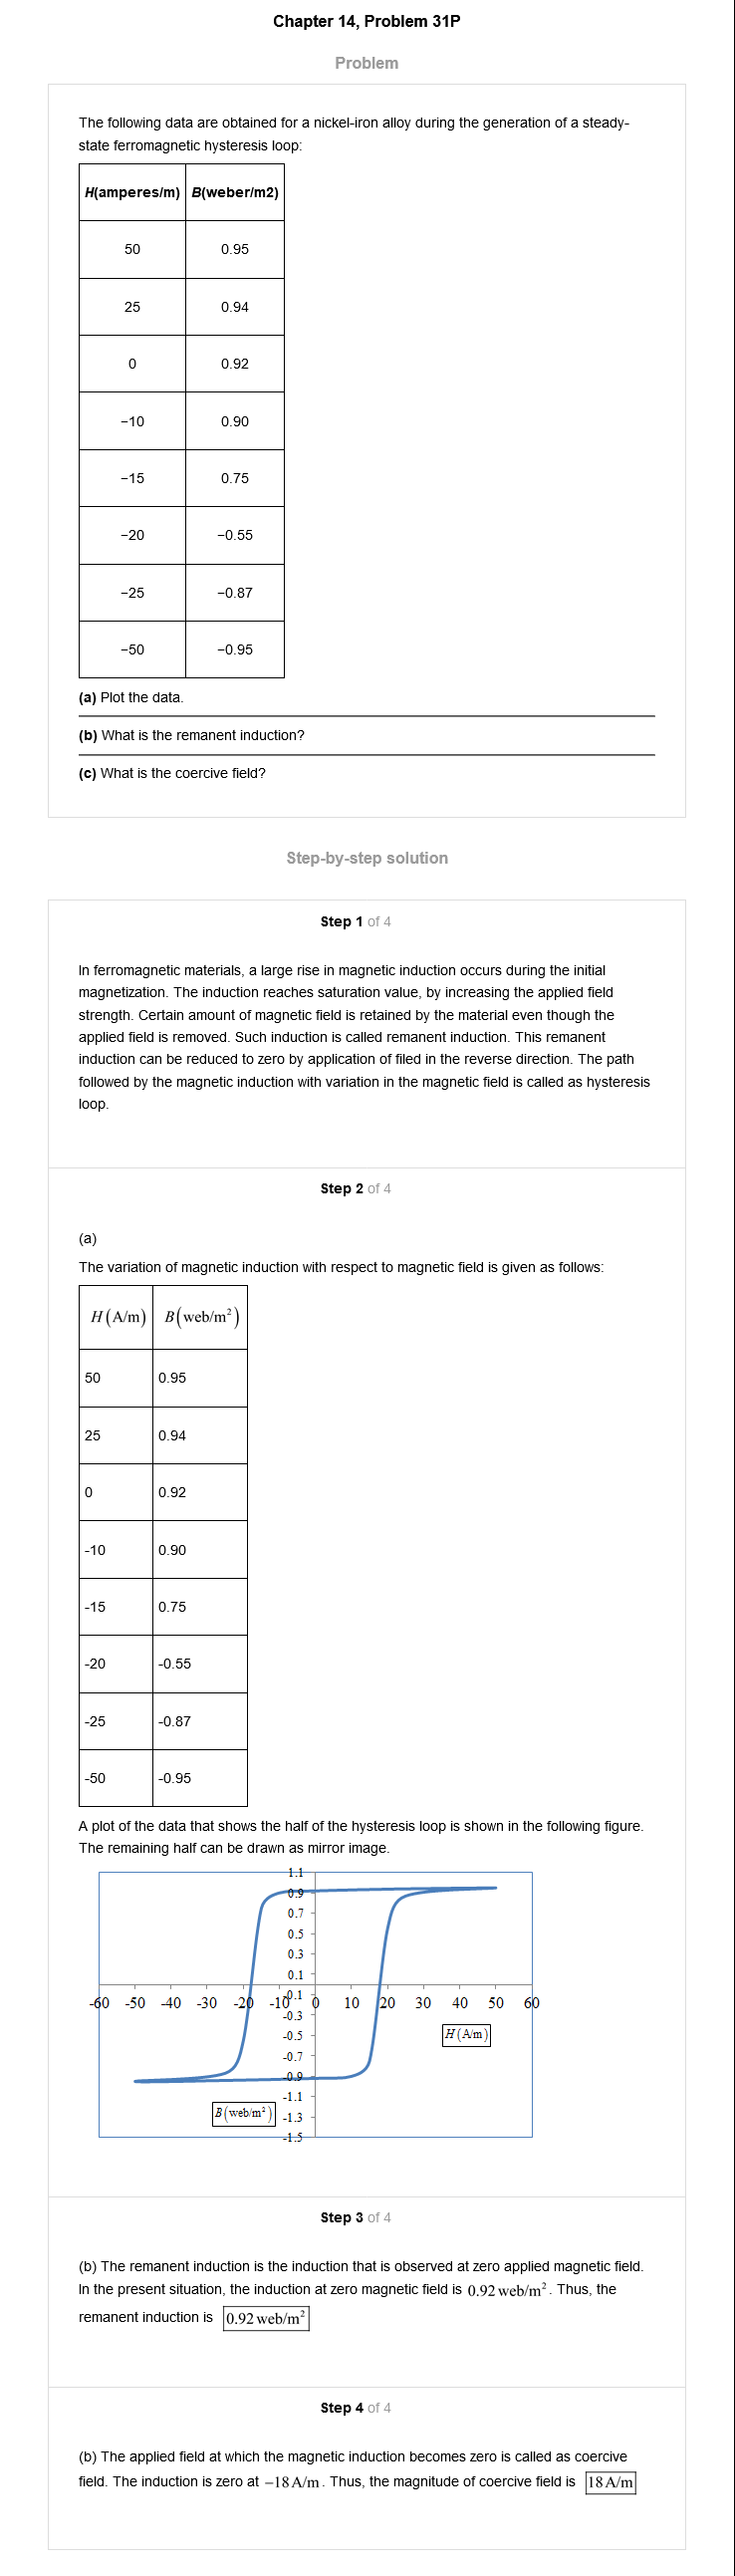 Chapter 14, Problem 31P
Problem
The following data are obtained for a nickel-iron alloy during the generation of a steady-
state ferromagnetic hysteresis loop:
H(amperes/m) B(weber/m2)
50 0.95
25 0.94
0 0.92
−10 0.90
−15 0.75
−20 −0.55
−25 −0.87
−50 −0.95
(a) Plot the data.
(b) What is the remanent induction?
(c) What is the coercive field?
Step-by-step solution
Step 1 of 4
In ferromagnetic materials, a large rise in magnetic induction occurs during the initial
magnetization. The induction reaches saturation value, by increasing the applied field
strength. Certain amount of magnetic field is retained by the material even though the
applied field is removed. Such induction is called remanent induction. This remanent
induction can be reduced to zero by application of filed in the reverse direction. The path
followed by the magnetic induction with variation in the magnetic field is called as hysteresis
loop.
Step 2 of 4
(a)
The variation of magnetic induction with respect to magnetic field is given as follows:
H(A/m) B(web/m²)
50 0.95
25 0.94
0 0.92
-10 0.90
-15 0.75
-20 -0.55
-25 -0.87
-50 -0.95
A plot of the data that shows the half of the hysteresis loop is shown in the following figure.
The remaining half can be drawn as mirror image.
1.1
0.9
0.7
0.5
0.3
0.1
-0.1
-60 -50 -40 -30 -20 -10 0 10 20 30 40 50 60
-0.3
-0.5
H(A/m)
-0.7
-0.9
-1.1
B(web/m²)
-1.3
-1.5
Step 3 of 4
(b) The remanent induction is the induction that is observed at zero applied magnetic field.
In the present situation, the induction at zero magnetic field is 0.92 web/m². Thus, the
remanent induction is 0.92 web/m²
Step 4 of 4
(b) The applied field at which the magnetic induction becomes zero is called as coercive
field. The induction is zero at −18 A/m. Thus, the magnitude of coercive field is 18 A/m